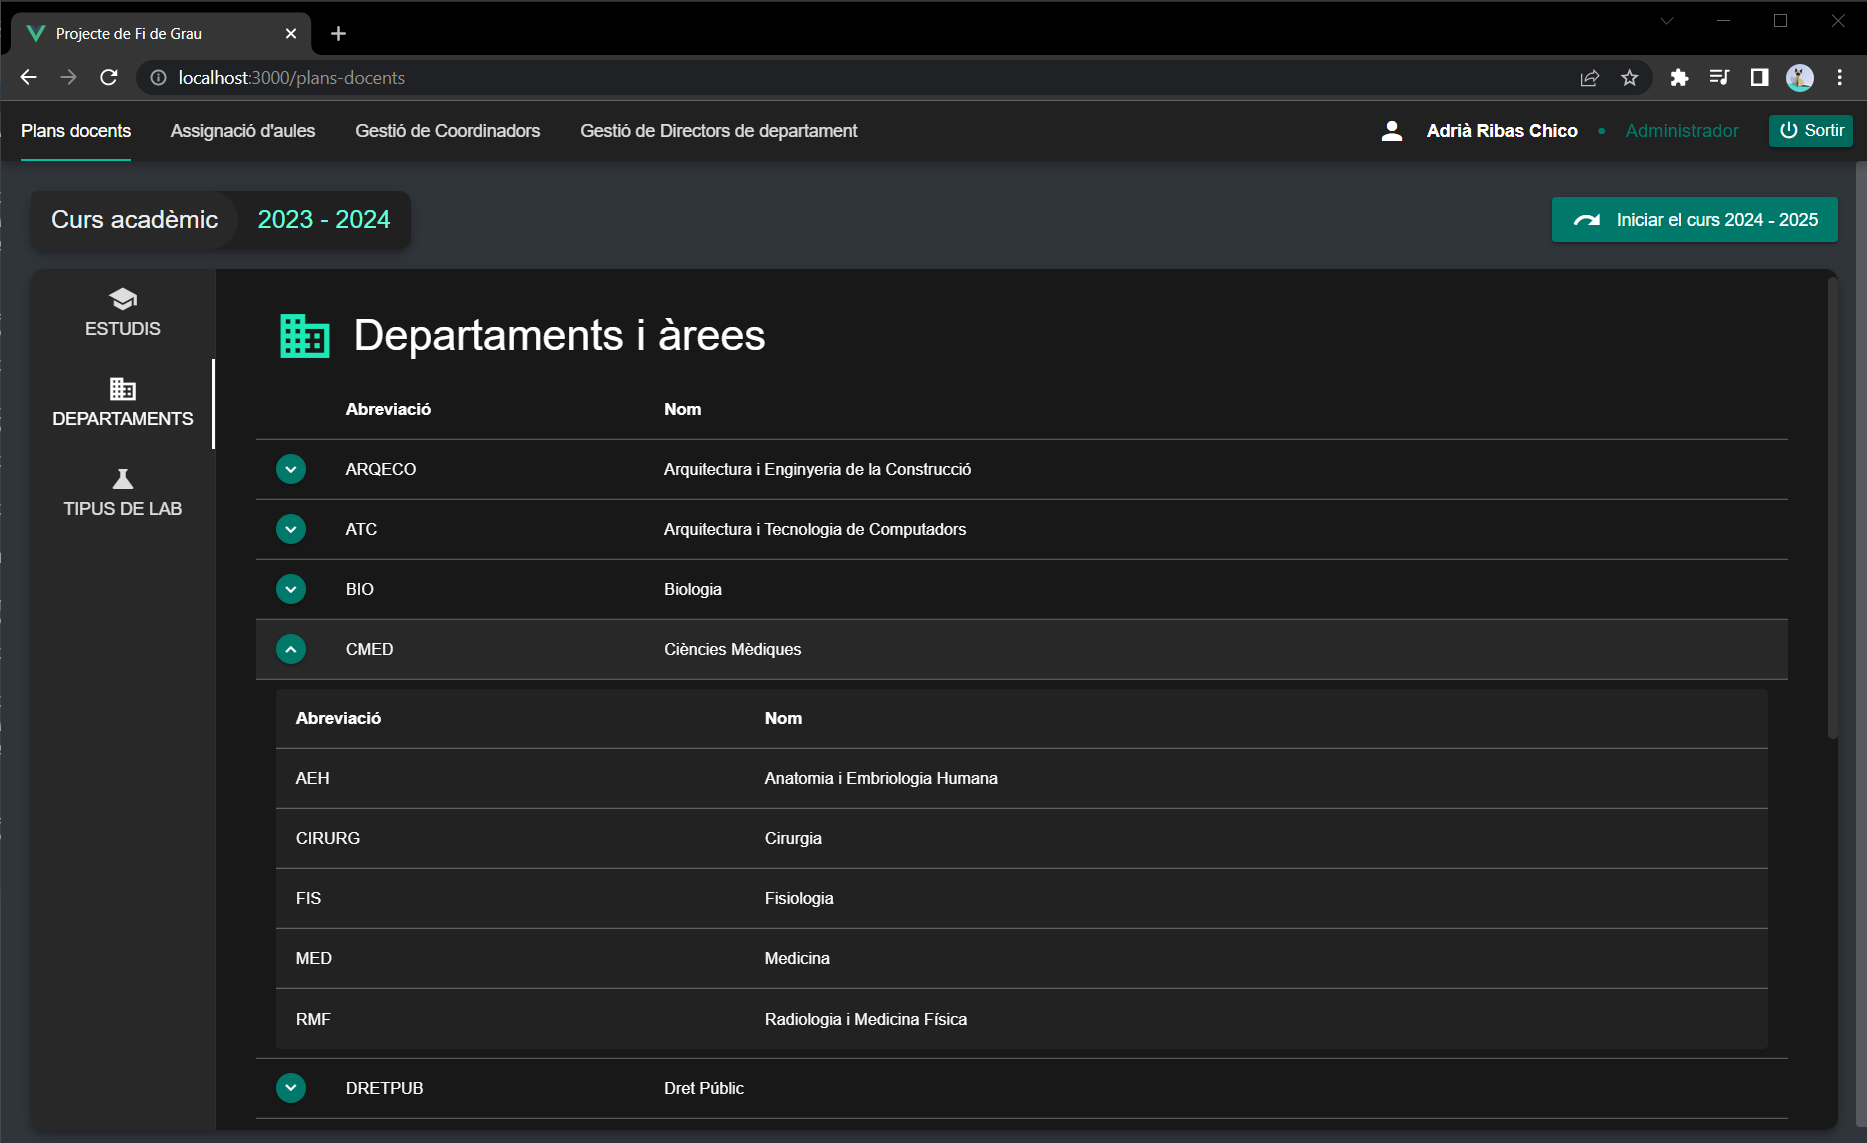 Projecte de Fi de Grau
localhost:3000/plans-docents
Plans docents Assignació d'aules Gestió de Coordinadors Gestió de Directors de departament Adrià Ribas Chico • Administrador Sortir
Curs acadèmic 2023 - 2024 Iniciar el curs 2024 - 2025
ESTUDIS
DEPARTAMENTS
TIPUS DE LAB
Departaments i àrees
Abreviació Nom
ARQECO Arquitectura i Enginyeria de la Construcció
ATC Arquitectura i Tecnologia de Computadors
BIO Biologia
CMED Ciències Mèdiques
Abreviació Nom
AEH Anatomia i Embriologia Humana
CIRURG Cirurgia
FIS Fisiologia
MED Medicina
RMF Radiologia i Medicina Física
DRETPUB Dret Públic